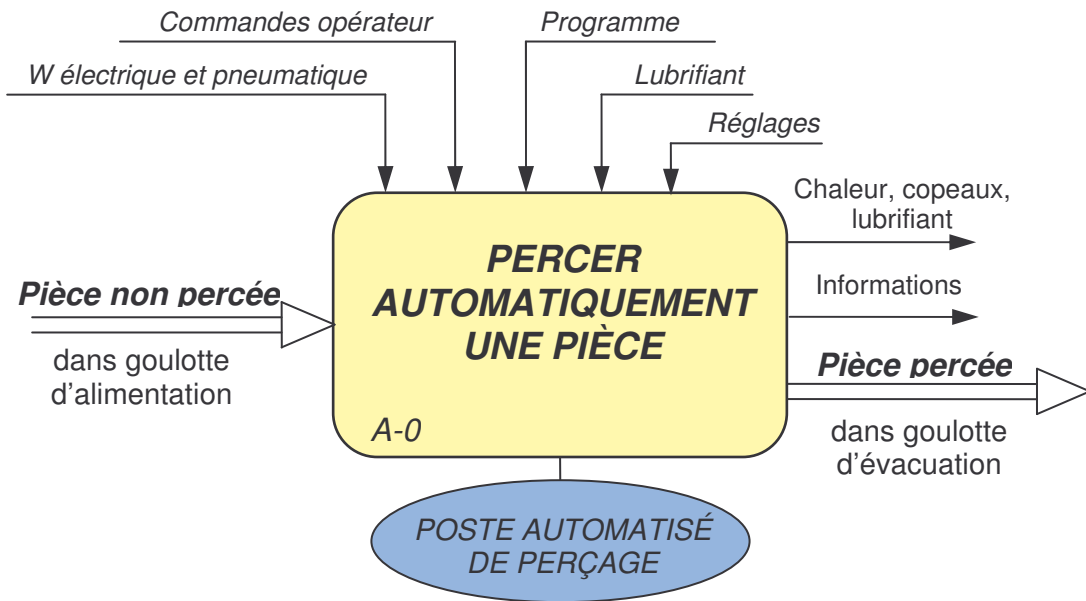 Commandes opérateur
Programme
W électrique et pneumatique
Lubrifiant
Réglages
Chaleur, copeaux,
lubrifiant
PERCER
AUTOMATIQUEMENT
UNE PIÈCE
Informations
Pièce non percée
dans goulotte
d'alimentation
Pièce percée
dans goulotte
d'évacuation
A-0
POSTE AUTOMATISÉ
DE PERÇAGE